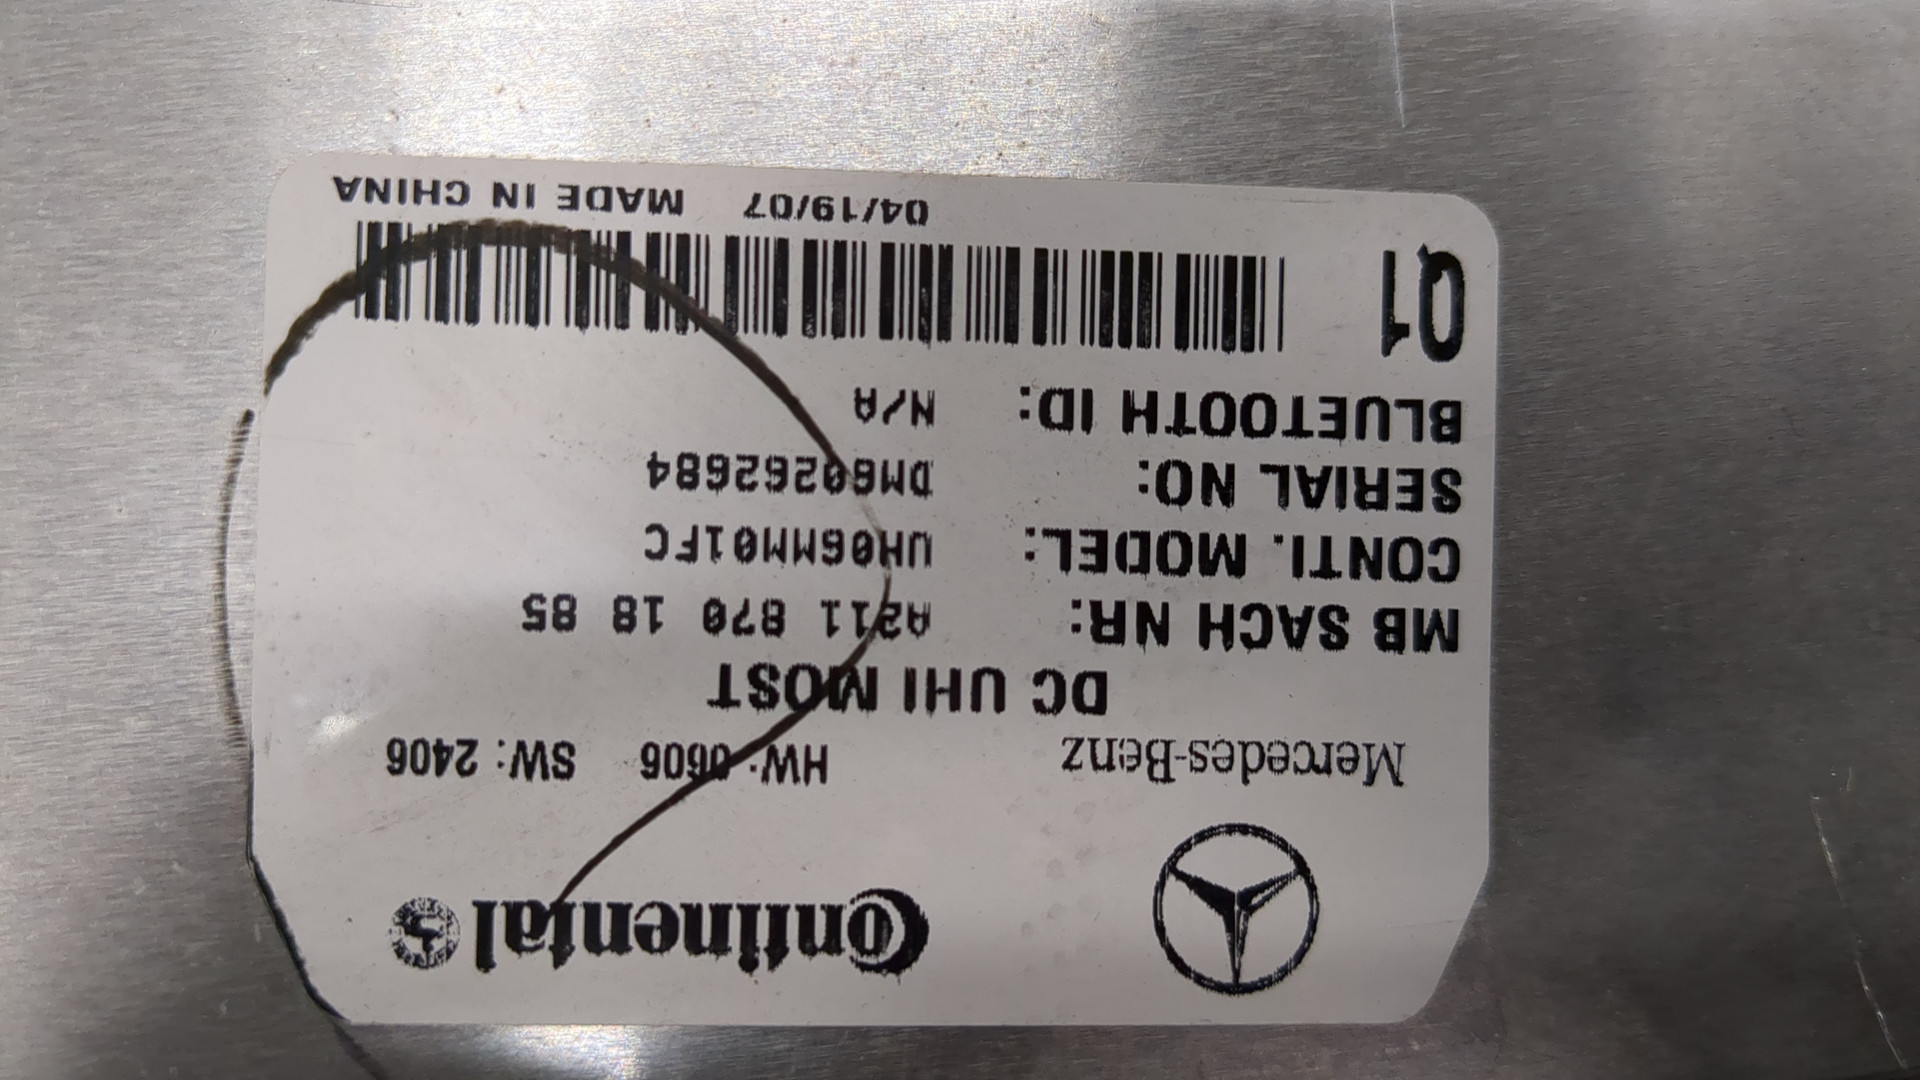 Continental
Mercedes-Benz HW: 0606 SW: 2406
DC UHI MOST
MB SACH NR: A211 870 18 85
CONTI. MODEL: UH06MM01FC
SERIAL NO: DM60262684
BLUETOOTH ID: N/A
Q1
04/19/07 MADE IN CHINA